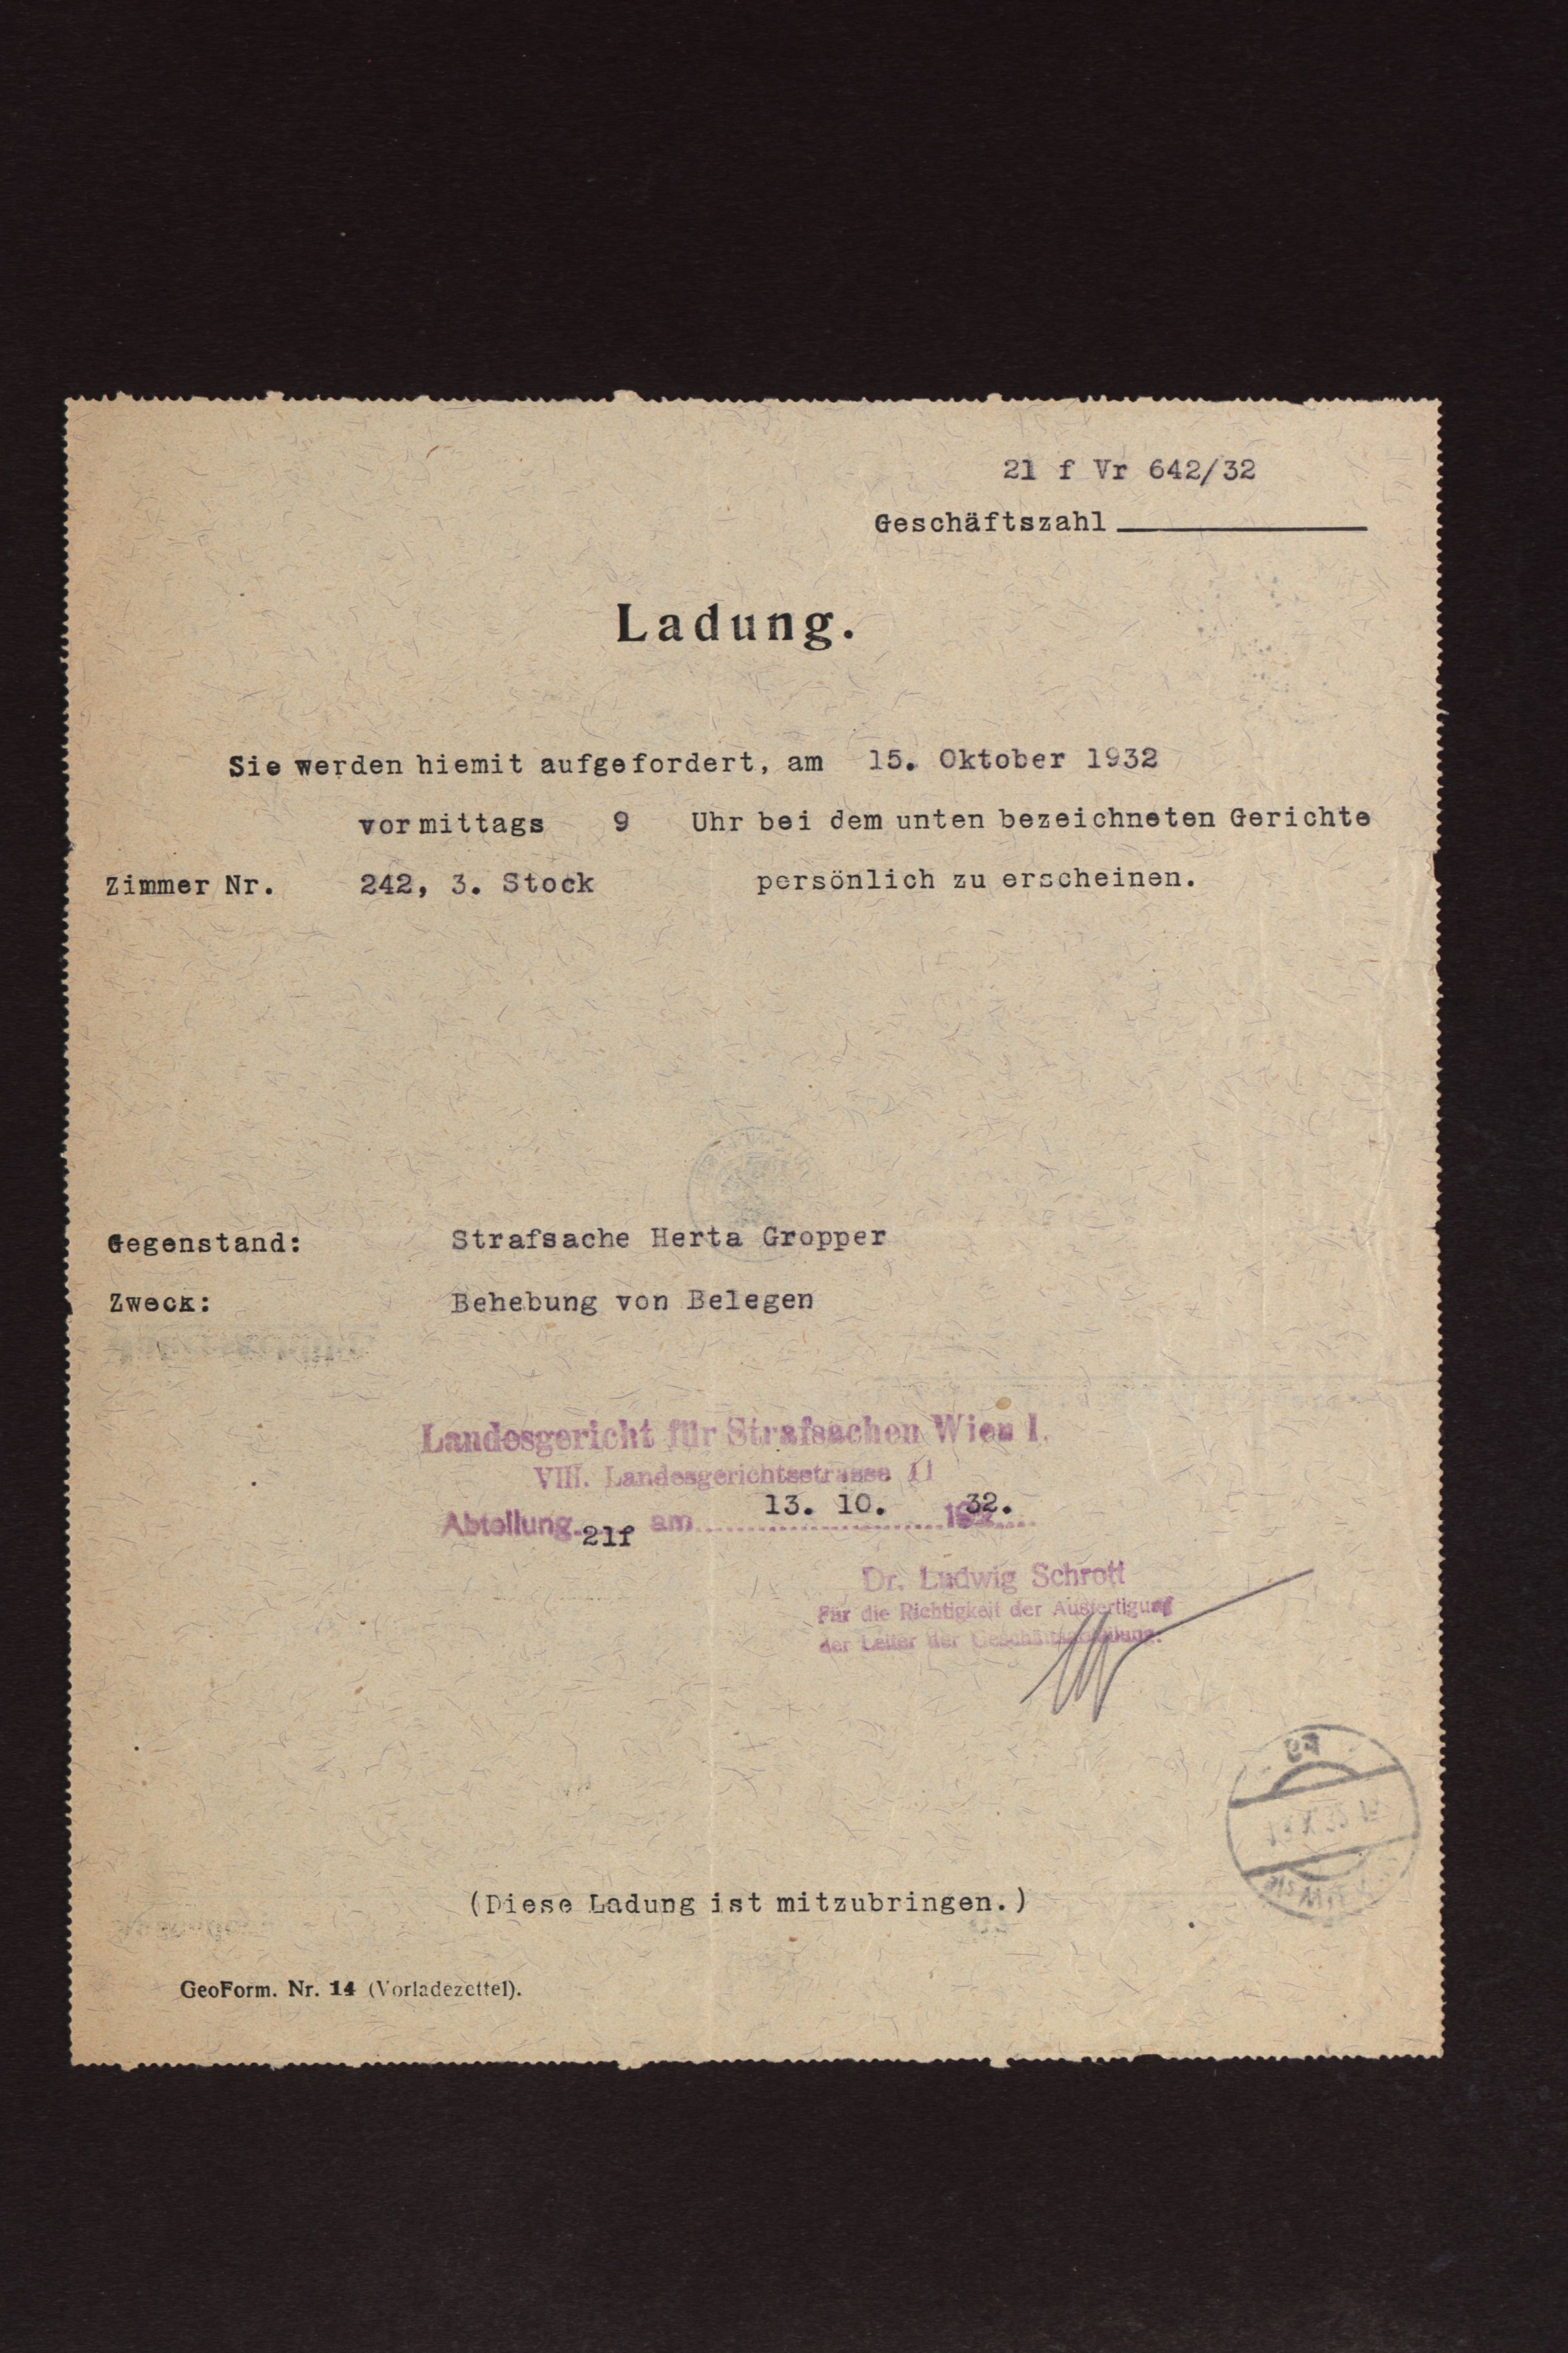 21 f Vr 642/32
Geschäftszahl
Ladung.
Sie werden hiemit aufgefordert, am 15. Oktober 1932
vormittags 9 Uhr bei dem unten bezeichneten Gerichte
Zimmer Nr. 242, 3. Stock persönlich zu erscheinen.
Gegenstand: Strafsache Herta Gropper
Zweck: Behebung von Belegen
Landesgericht für Strafsachen Wien I.
VIII. Landesgerichtsstrasse 11
Abteilung 21f am 13. 10. 1932.
Dr. Ludwig Schrott
Für die Richtigkeit der Ausfertigung
der Leiter der Geschäftsabteilung:
(Diese Ladung ist mitzubringen.)
GeoForm. Nr. 14 (Vorladezettel).